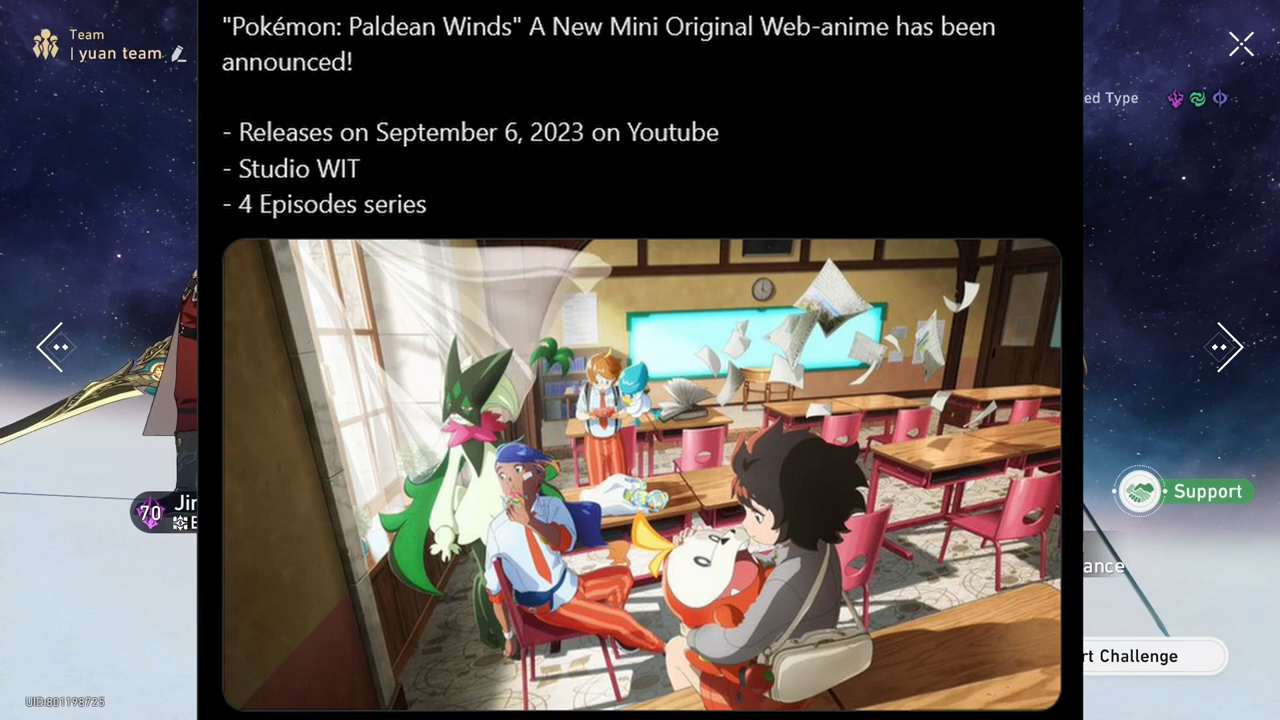 Team
| yuan team
"Pokémon: Paldean Winds" A New Mini Original Web-anime has been
announced!
ed Type
- Releases on September 6, 2023 on Youtube
- Studio WIT
- 4 Episodes series
70 Jin
Support
ance
rt Challenge
UID:801198725